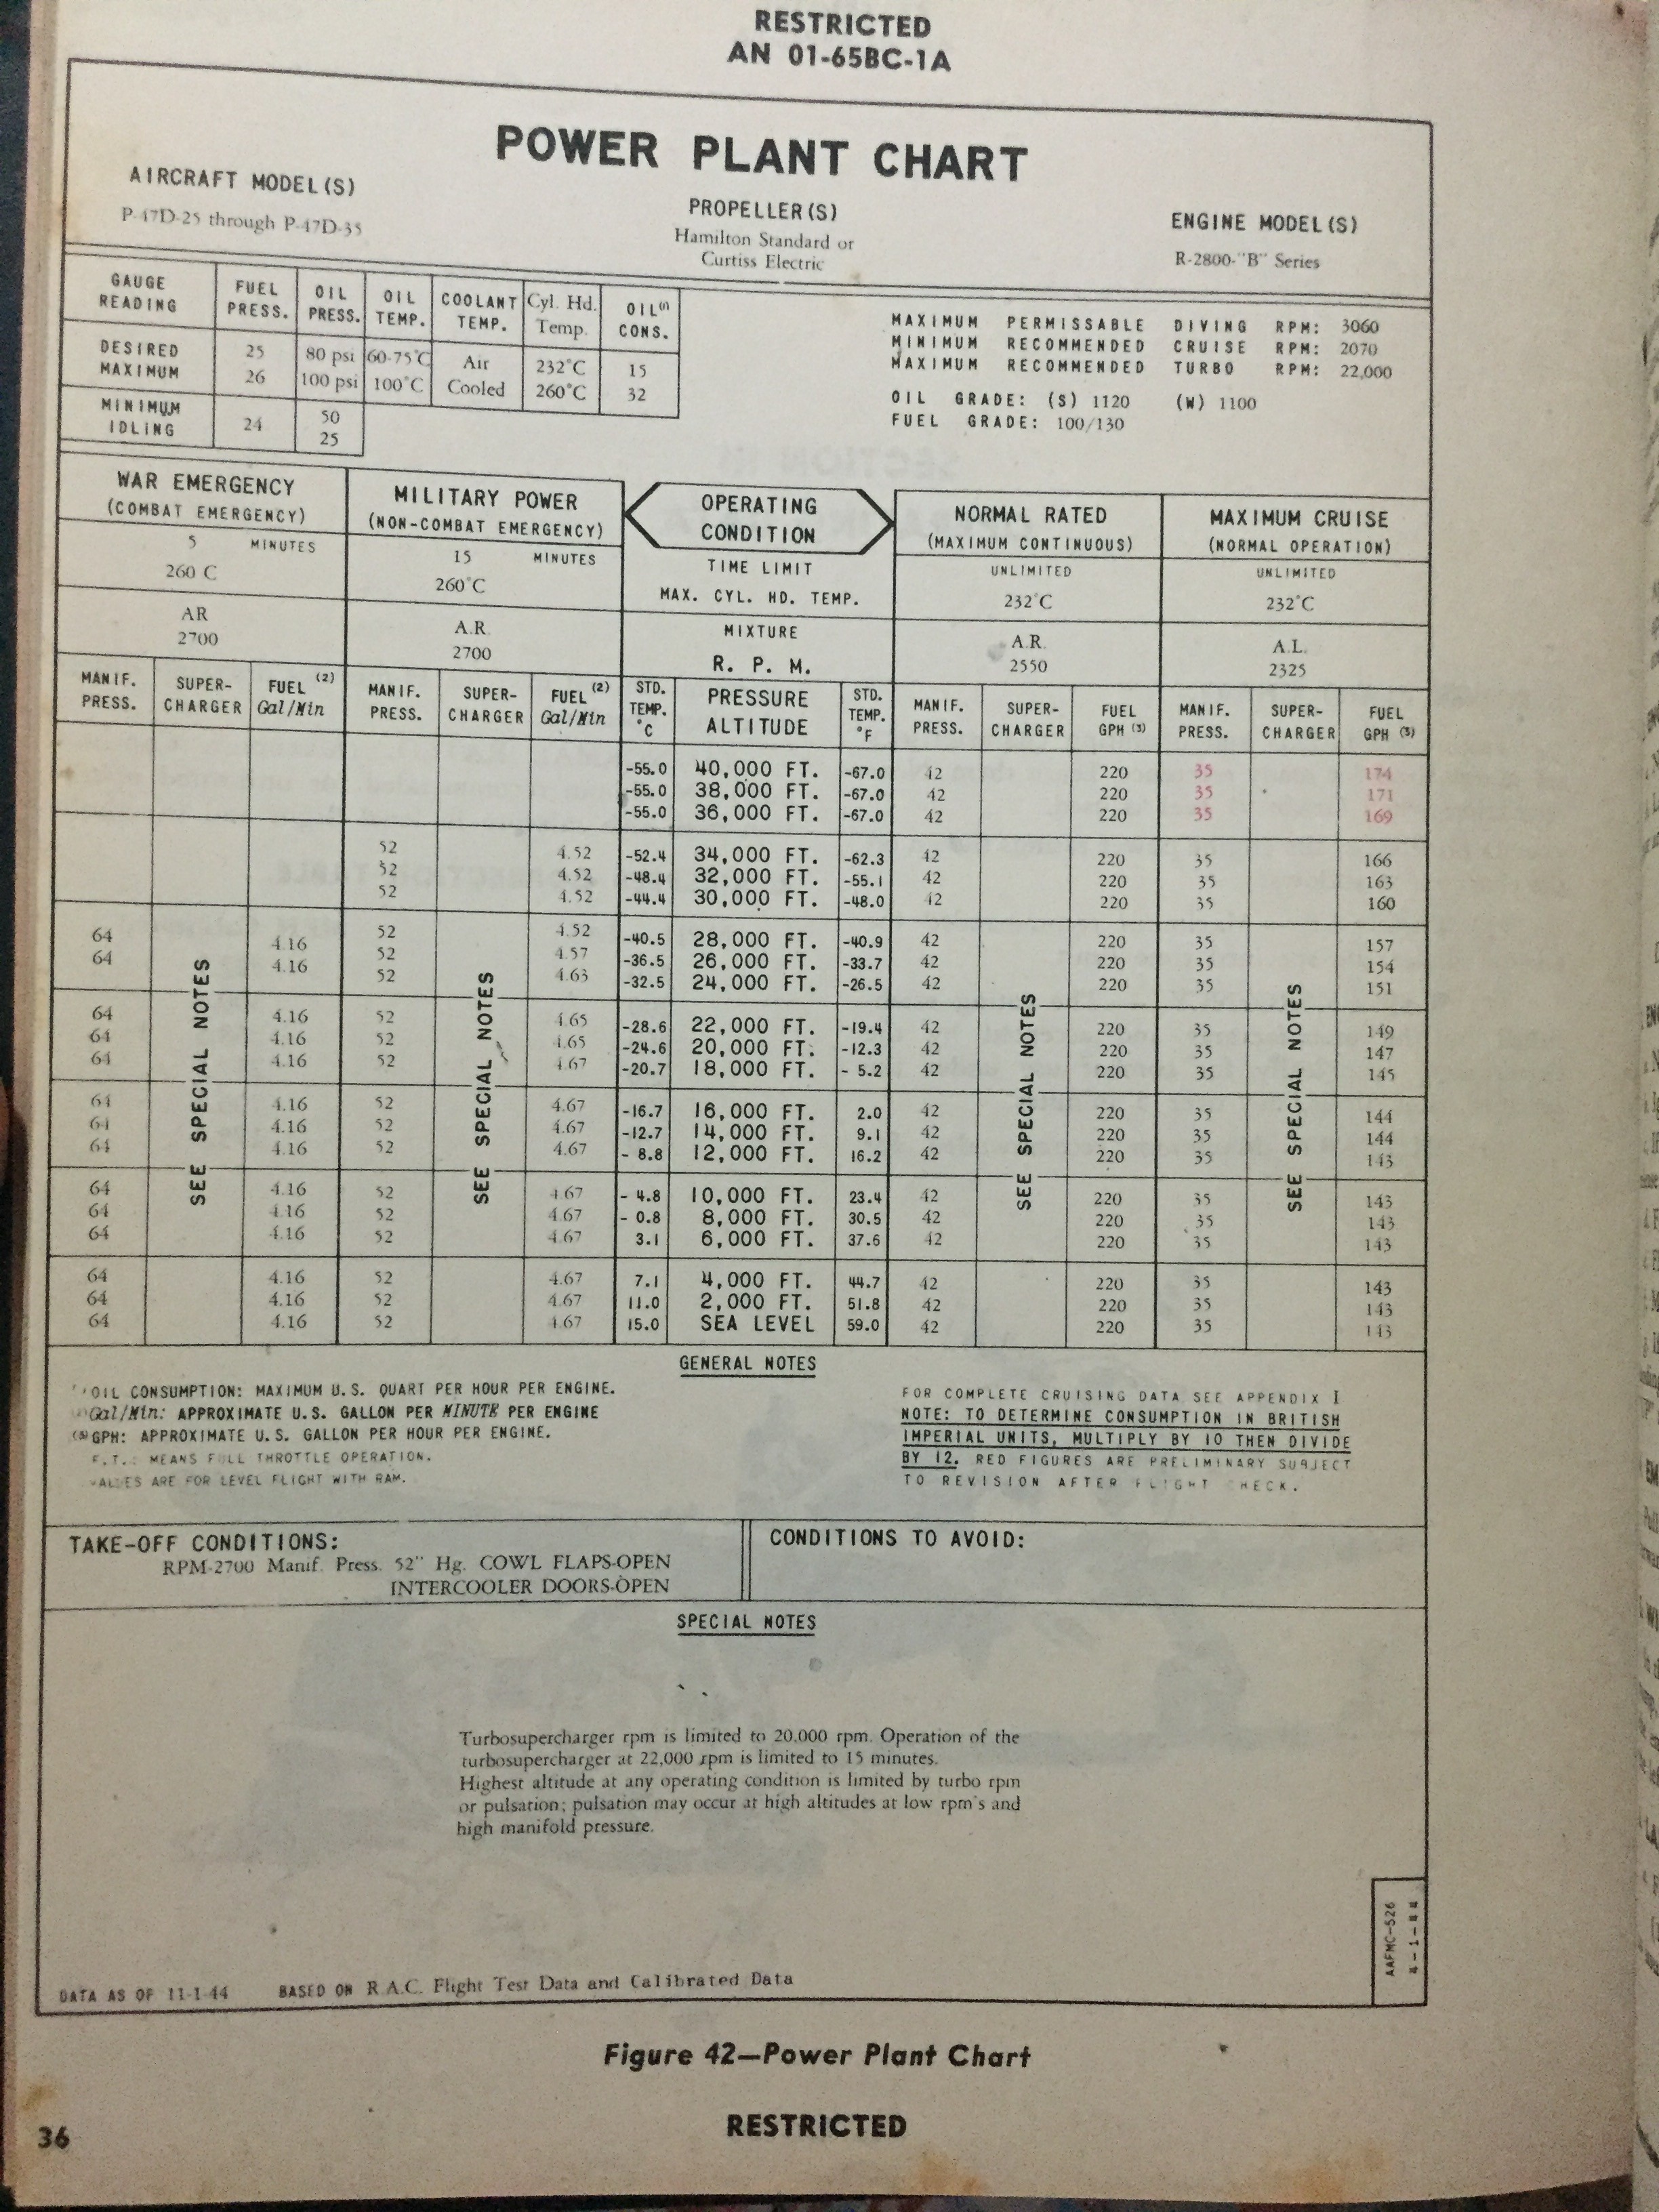 RESTRICTED
AN 01-65BC-1A
POWER PLANT CHART
AIRCRAFT MODEL(S)
P-47D-25 through P-47D-35
PROPELLER(S)
Hamilton Standard or
Curtiss Electric
ENGINE MODEL(S)
R-2800-"B" Series
GAUGE READING FUEL PRESS. OIL PRESS. OIL TEMP. COOLANT TEMP. Cyl. Hd. Temp. OIL(1) CONS.
DESIRED 25 80 psi 60-75°C Air 232°C 15
MAXIMUM 26 100 psi 100°C Cooled 260°C 32
MINIMUM 24 50
IDLING 25
MAXIMUM PERMISSABLE DIVING RPM: 3060
MINIMUM RECOMMENDED CRUISE RPM: 2070
MAXIMUM RECOMMENDED TURBO RPM: 22,000
OIL GRADE: (S) 1120 (W) 1100
FUEL GRADE: 100/130
WAR EMERGENCY MILITARY POWER OPERATING NORMAL RATED MAXIMUM CRUISE
(COMBAT EMERGENCY) (NON-COMBAT EMERGENCY) CONDITION (MAXIMUM CONTINUOUS) (NORMAL OPERATION)
5 MINUTES 15 MINUTES TIME LIMIT UNLIMITED UNLIMITED
260 C 260°C MAX. CYL. HD. TEMP. 232°C 232°C
AR A.R. MIXTURE A.R. A.L.
2700 2700 R. P. M. 2550 2325
MANIF. PRESS. SUPER-CHARGER FUEL (2) Gal/Min MANIF. PRESS. SUPER-CHARGER FUEL (2) Gal/Min STD. TEMP. °C PRESSURE ALTITUDE STD. TEMP. °F MANIF. PRESS. SUPER-CHARGER FUEL GPH (3) MANIF. PRESS. SUPER-CHARGER FUEL GPH (3)
-55.0 40,000 FT. -67.0 42 220 35 174
-55.0 38,000 FT. -67.0 42 220 35 171
-55.0 36,000 FT. -67.0 42 220 35 169
52 4.52 -52.4 34,000 FT. -62.3 42 220 35 166
52 4.52 -48.4 32,000 FT. -55.1 42 220 35 163
52 4.52 -44.4 30,000 FT. -48.0 42 220 35 160
64 4.16 52 4.52 -40.5 28,000 FT. -40.9 42 220 35 157
64 4.16 52 4.57 -36.5 26,000 FT. -33.7 42 220 35 154
52 4.63 -32.5 24,000 FT. -26.5 42 220 35 151
64 4.16 52 4.65 -28.6 22,000 FT. -19.4 42 220 35 149
64 4.16 52 4.65 -24.6 20,000 FT. -12.3 42 220 35 147
64 4.16 52 4.67 -20.7 18,000 FT. - 5.2 42 220 35 145
64 4.16 52 4.67 -16.7 16,000 FT. 2.0 42 220 35 144
64 4.16 52 4.67 -12.7 14,000 FT. 9.1 42 220 35 144
64 4.16 52 4.67 - 8.8 12,000 FT. 16.2 42 220 35 143
64 4.16 52 4.67 - 4.8 10,000 FT. 23.4 42 220 35 143
64 4.16 52 4.67 - 0.8 8,000 FT. 30.5 42 220 35 143
64 4.16 52 4.67 3.1 6,000 FT. 37.6 42 220 35 143
64 4.16 52 4.67 7.1 4,000 FT. 44.7 42 220 35 143
64 4.16 52 4.67 11.0 2,000 FT. 51.8 42 220 35 143
64 4.16 52 4.67 15.0 SEA LEVEL 59.0 42 220 35 143
SEE SPECIAL NOTES
SEE SPECIAL NOTES
SEE SPECIAL NOTES
SEE SPECIAL NOTES
GENERAL NOTES
OIL CONSUMPTION: MAXIMUM U.S. QUART PER HOUR PER ENGINE.
Gal/Min: APPROXIMATE U.S. GALLON PER MINUTE PER ENGINE
(3) GPH: APPROXIMATE U.S. GALLON PER HOUR PER ENGINE.
F.T.: MEANS FULL THROTTLE OPERATION.
VALUES ARE FOR LEVEL FLIGHT WITH RAM.
FOR COMPLETE CRUISING DATA SEE APPENDIX I
NOTE: TO DETERMINE CONSUMPTION IN BRITISH
IMPERIAL UNITS, MULTIPLY BY 10 THEN DIVIDE
BY 12. RED FIGURES ARE PRELIMINARY SUBJECT
TO REVISION AFTER FLIGHT CHECK.
TAKE-OFF CONDITIONS:
RPM-2700 Manif. Press. 52" Hg. COWL FLAPS-OPEN
INTERCOOLER DOORS-OPEN
CONDITIONS TO AVOID:
SPECIAL NOTES
Turbosupercharger rpm is limited to 20,000 rpm. Operation of the
turbosupercharger at 22,000 rpm is limited to 15 minutes.
Highest altitude at any operating condition is limited by turbo rpm
or pulsation; pulsation may occur at high altitudes at low rpm's and
high manifold pressure.
AAFMC-526
4-1-44
DATA AS OF 11-1-44 BASED ON R.A.C. Flight Test Data and Calibrated Data
Figure 42—Power Plant Chart
36
RESTRICTED